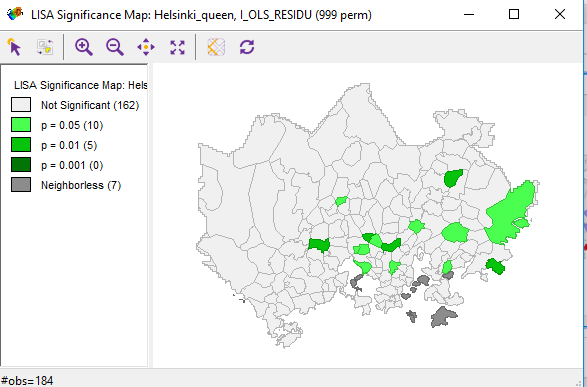 LISA Significance Map: Helsinki_queen, I_OLS_RESIDU (999 perm)
LISA Significance Map: Hels
Not Significant (162)
p = 0.05 (10)
p = 0.01 (5)
p = 0.001 (0)
Neighborless (7)
#obs=184